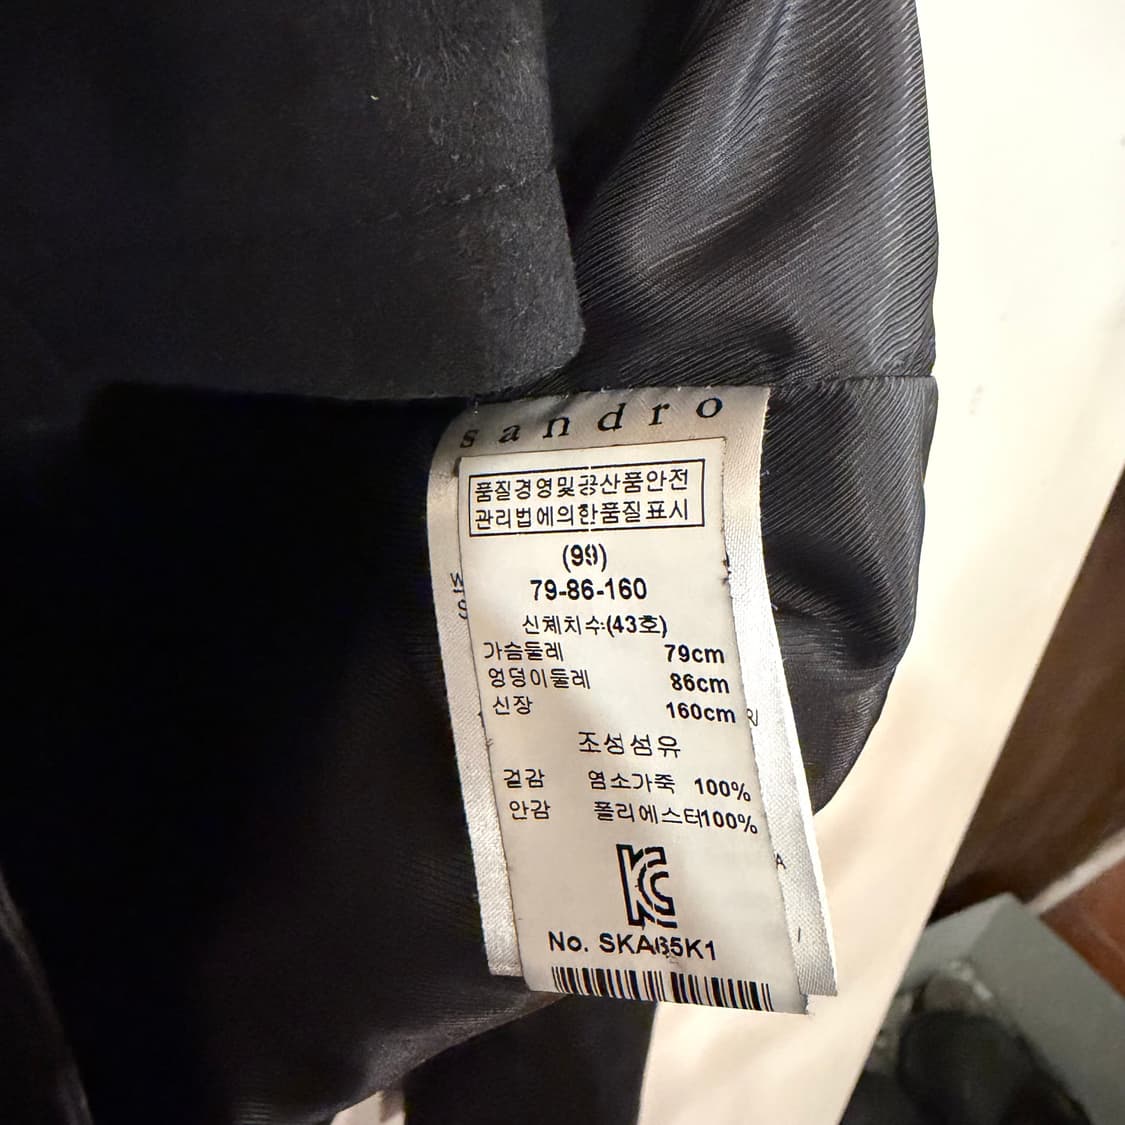 sandro
품질경영및공산품안전
관리법에의한품질표시
(99)
79-86-160
신체치수(43호)
가슴둘레 79cm
엉덩이둘레 86cm
신장 160cm
조성섬유
겉감 염소가죽 100%
안감 폴리에스터100%
KC
No. SKA65K1